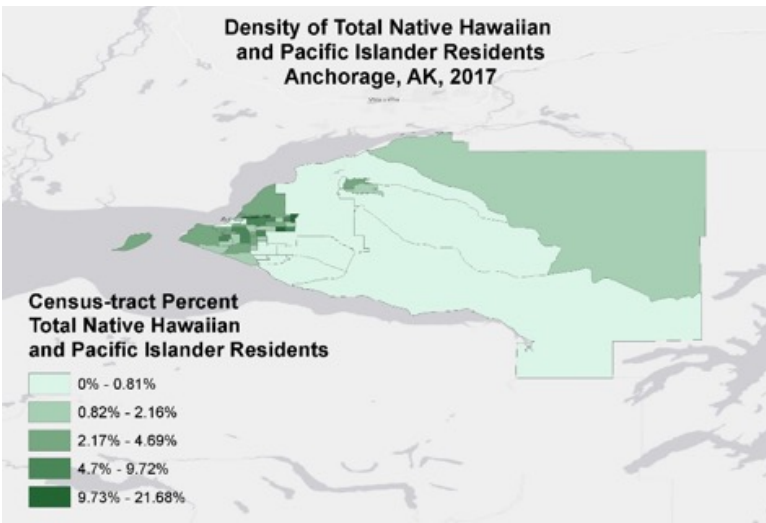 Density of Total Native Hawaiian
and Pacific Islander Residents
Anchorage, AK, 2017
Census-tract Percent
Total Native Hawaiian
and Pacific Islander Residents
0% - 0.81%
0.82% - 2.16%
2.17% - 4.69%
4.7% - 9.72%
9.73% - 21.68%